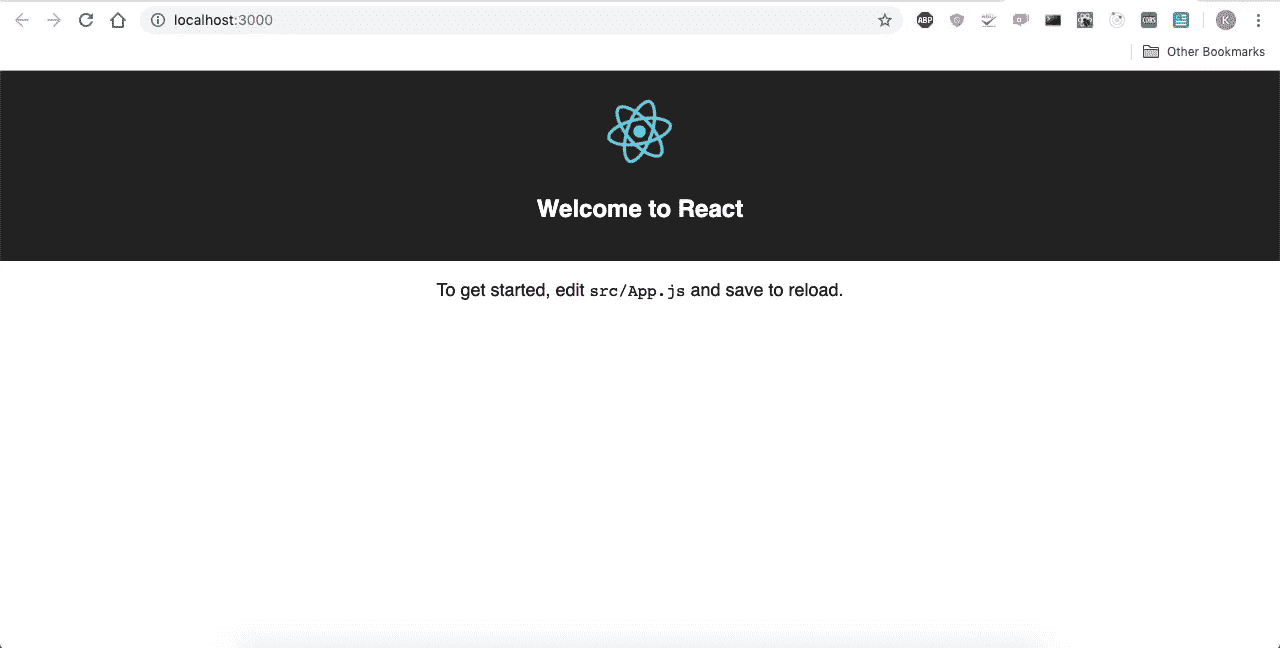 localhost:3000
ABP
CORS
K
Other Bookmarks
Welcome to React
To get started, edit src/App.js and save to reload.